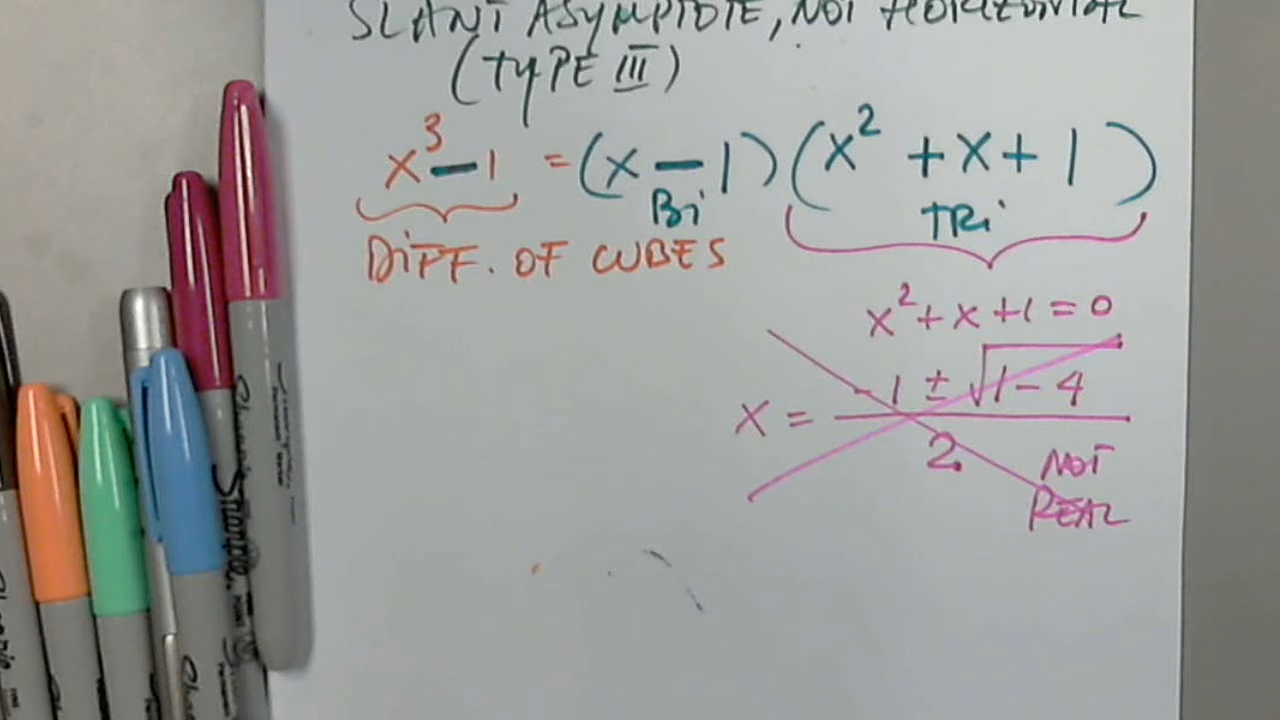 SLANT ASYMPTOTE, NOT HORIZONTAL
(TYPE III)
x³ - 1 = (x - 1)(x² + x + 1)
Bi TRi
DIFF. OF CUBES
x² + x + 1 = 0
x = -1 ± √1-4
2
NOT
REAL
Sharpie.